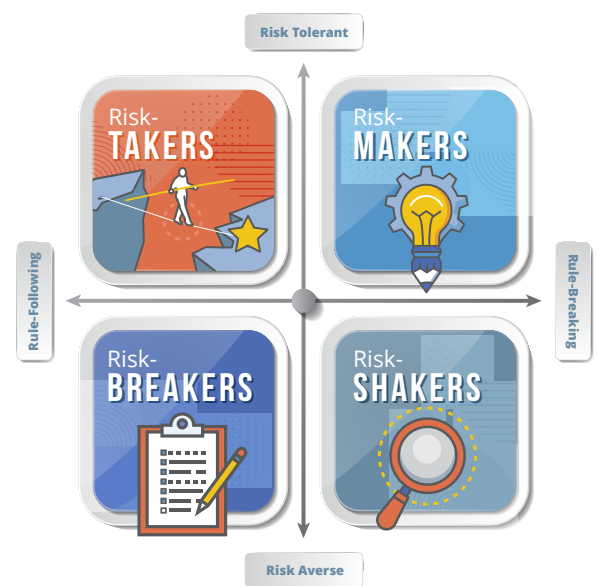 Risk Tolerant
Risk-
TAKERS
Risk-
MAKERS
Rule-Following
Rule-Breaking
Risk-
BREAKERS
Risk-
SHAKERS
Risk Averse